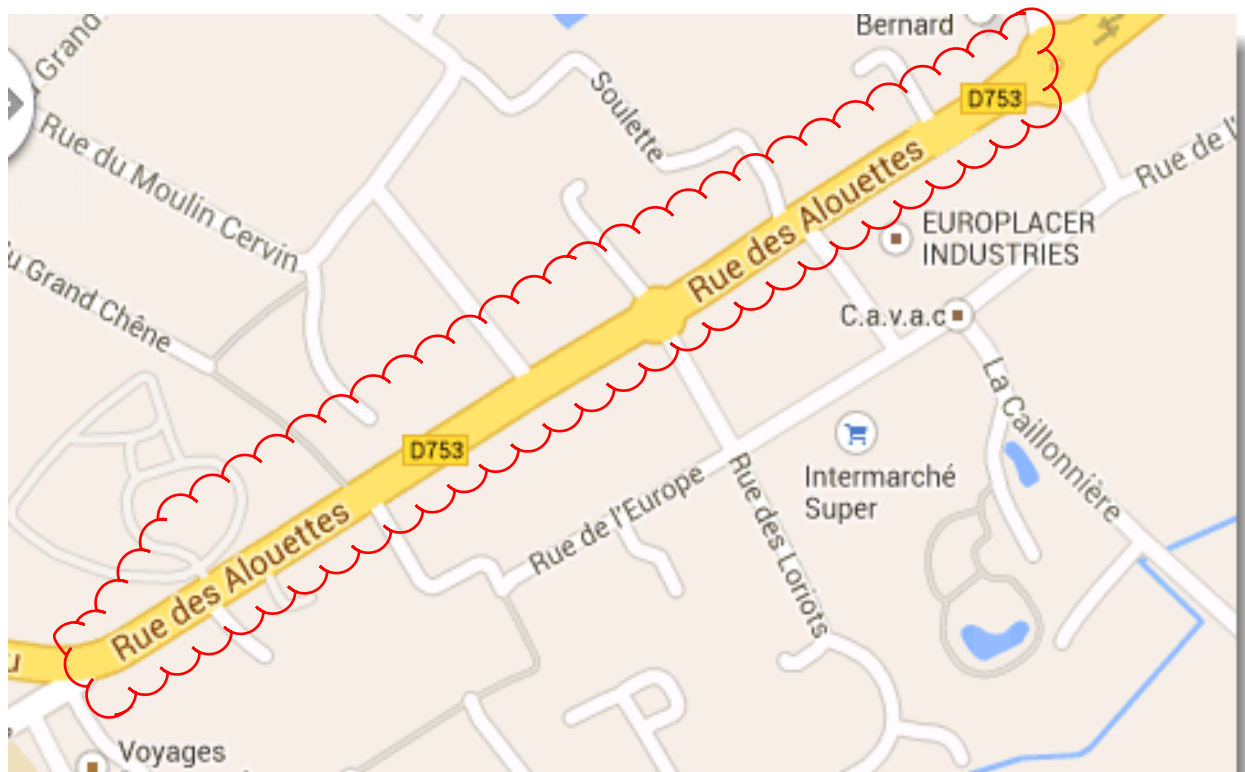 Bernard
u Grand
D753
Soulette
Rue du Moulin Cervin
Rue de l'
Rue des Alouettes
EUROPLACER
INDUSTRIES
u Grand Chêne
C.a.v.a.c
La Caillonnière
D753
Intermarché
Super
Rue de l'Europe
Rue des Loriots
Rue des Alouettes
u
Voyages